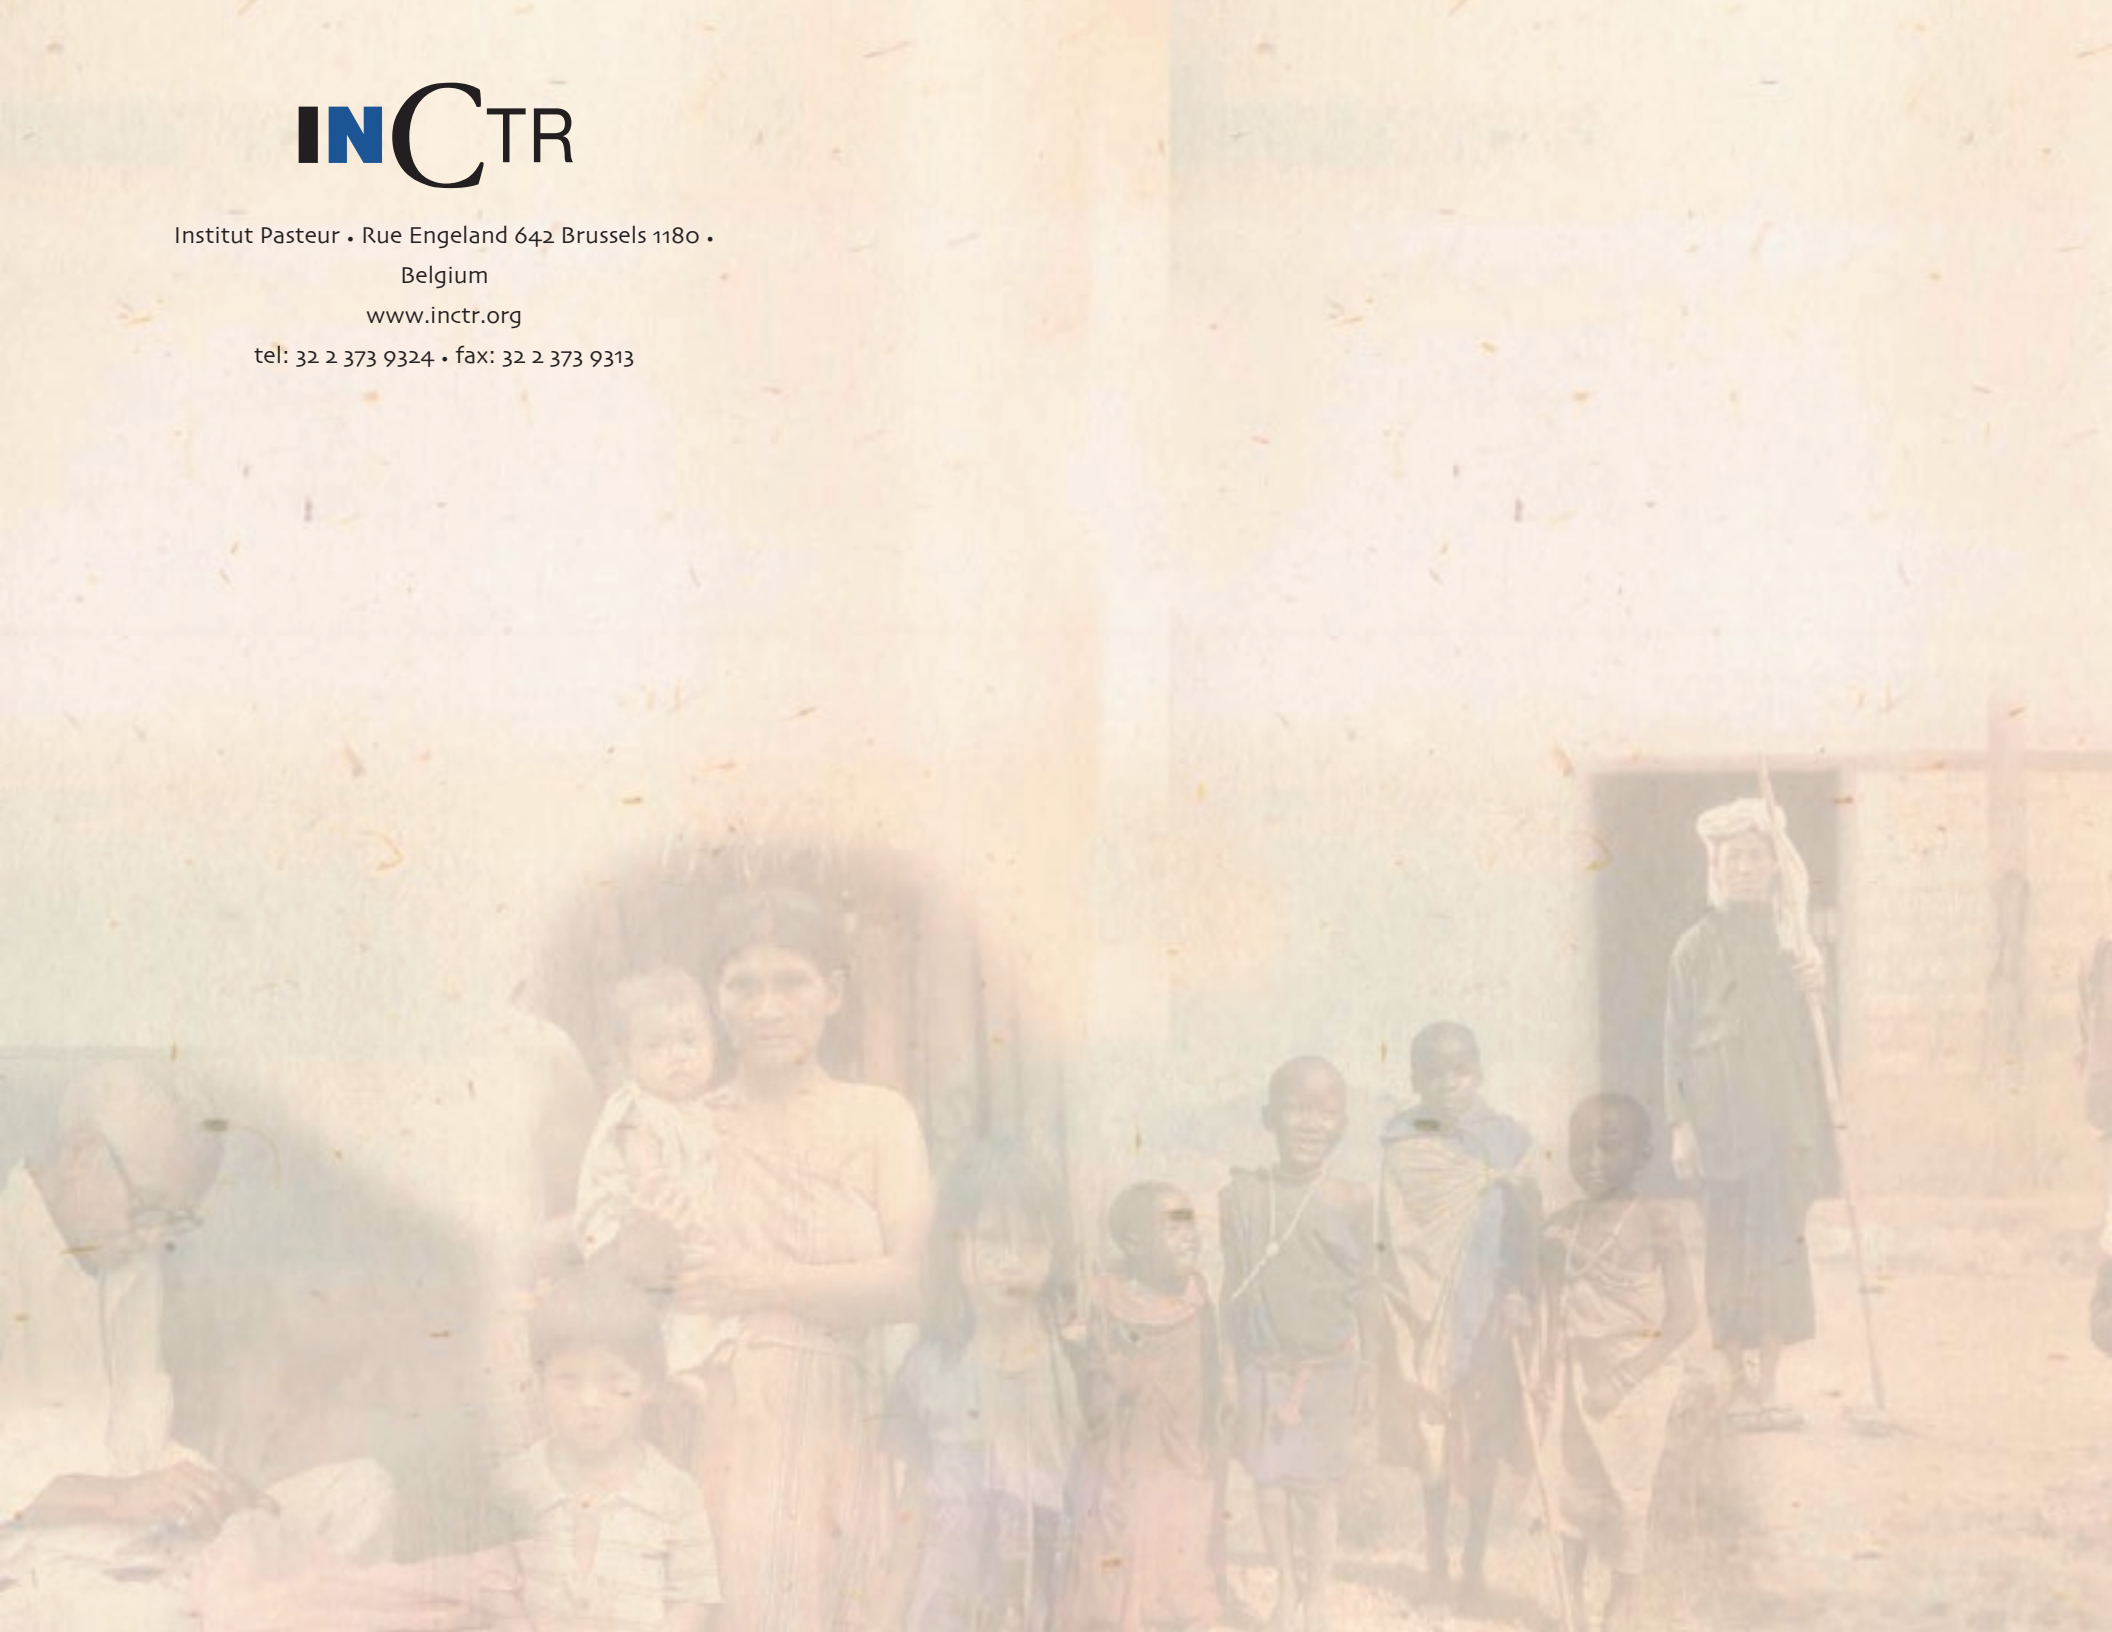 INCTR
Institut Pasteur • Rue Engeland 642 Brussels 1180 •
Belgium
www.inctr.org
tel: 32 2 373 9324 • fax: 32 2 373 9313